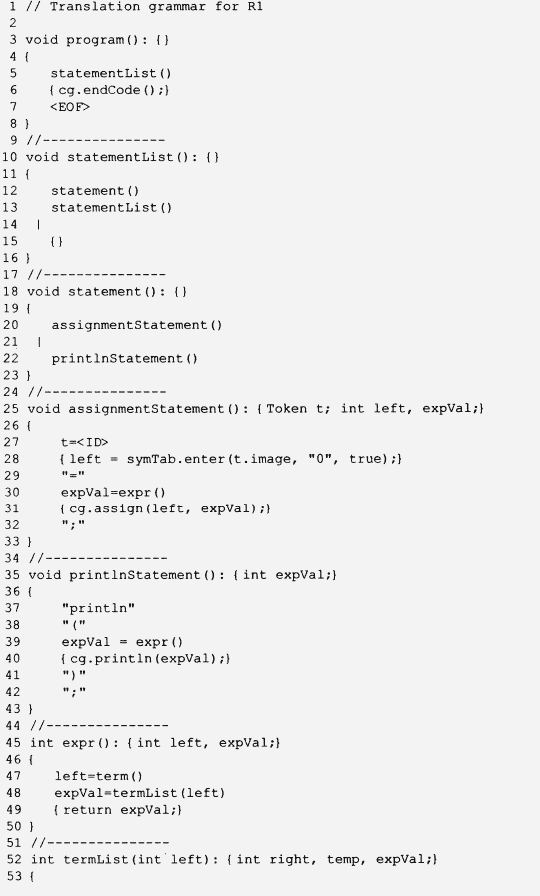 1 // Translation grammar for R1
2
3 void program(): {}
4 {
5 statementList()
6 {cg.endCode();}
7 <EOF>
8 }
9 //---------------
10 void statementList(): {}
11 {
12 statement()
13 statementList()
14 |
15 {}
16 }
17 //---------------
18 void statement(): {}
19 {
20 assignmentStatement()
21 |
22 printlnStatement()
23 }
24 //---------------
25 void assignmentStatement(): {Token t; int left, expVal;}
26 {
27 t=<ID>
28 {left = symTab.enter(t.image, "0", true);}
29 "="
30 expVal=expr()
31 {cg.assign(left, expVal);}
32 ";"
33 }
34 //---------------
35 void printlnStatement(): {int expVal;}
36 {
37 "println"
38 "("
39 expVal = expr()
40 {cg.println(expVal);}
41 ")"
42 ";"
43 }
44 //---------------
45 int expr(): {int left, expVal;}
46 {
47 left=term()
48 expVal=termList(left)
49 {return expVal;}
50 }
51 //---------------
52 int termList(int left): {int right, temp, expVal;}
53 {